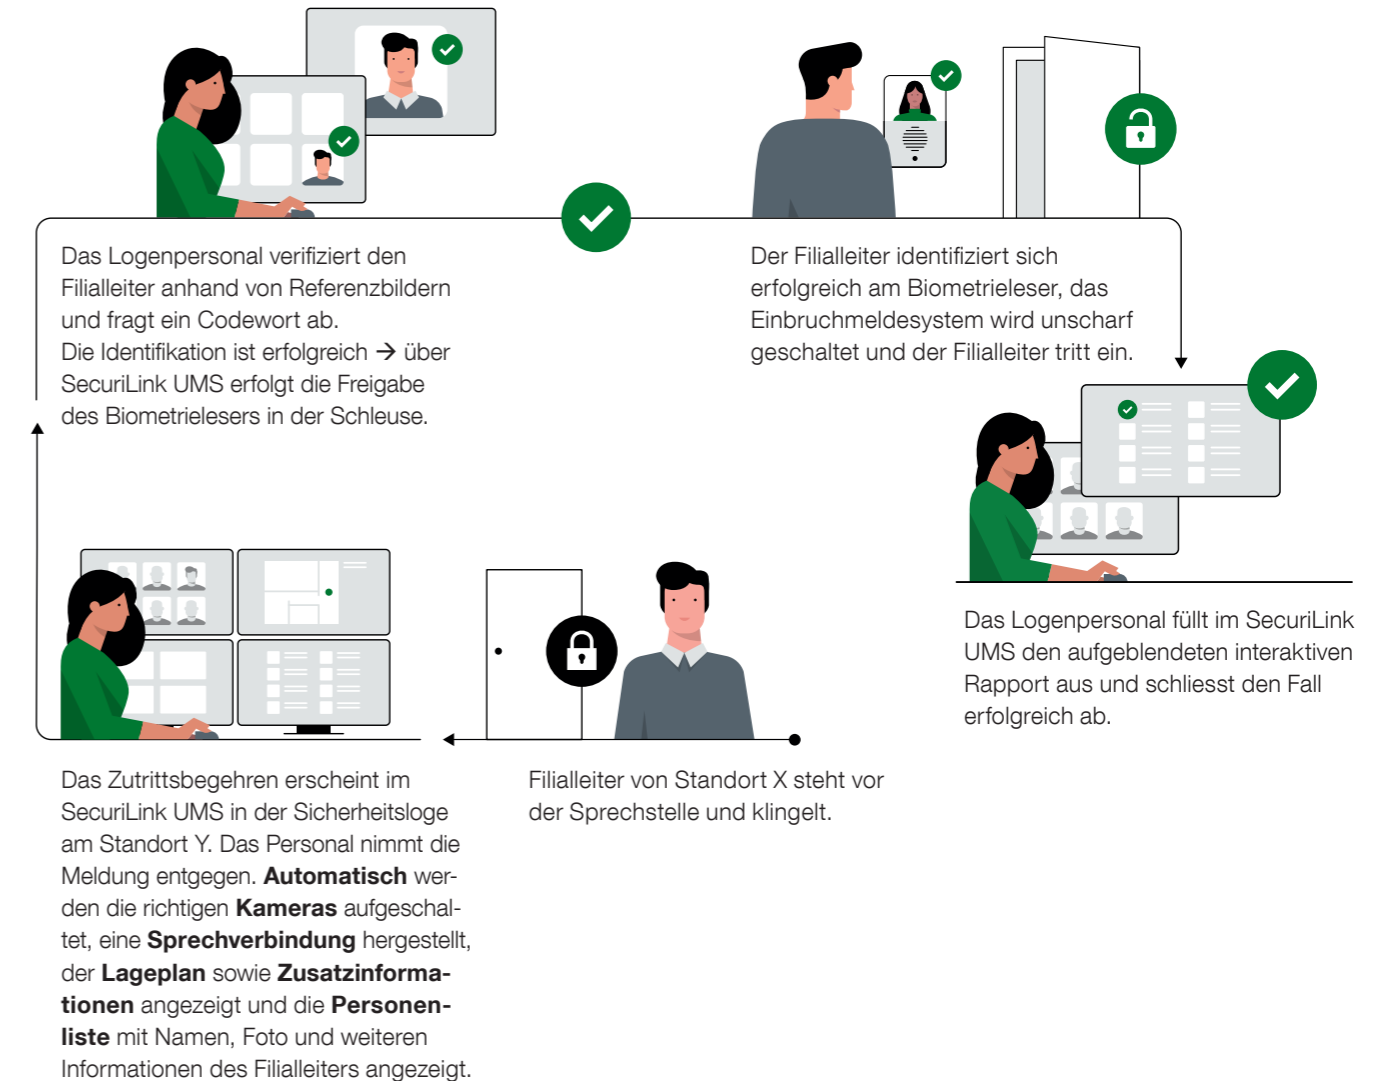 Das Logenpersonal verifiziert den
Filialleiter anhand von Referenzbildern
und fragt ein Codewort ab.
Die Identifikation ist erfolgreich → über
SecuriLink UMS erfolgt die Freigabe
des Biometrielesers in der Schleuse.
Der Filialleiter identifiziert sich
erfolgreich am Biometrieleser, das
Einbruchmeldesystem wird unscharf
geschaltet und der Filialleiter tritt ein.
Das Logenpersonal füllt im SecuriLink
UMS den aufgeblendeten interaktiven
Rapport aus und schliesst den Fall
erfolgreich ab.
Das Zutrittsbegehren erscheint im
SecuriLink UMS in der Sicherheitsloge
am Standort Y. Das Personal nimmt die
Meldung entgegen. Automatisch wer-
den die richtigen Kameras aufgeschal-
tet, eine Sprechverbindung hergestellt,
der Lageplan sowie Zusatzinforma-
tionen angezeigt und die Personen-
liste mit Namen, Foto und weiteren
Informationen des Filialleiters angezeigt.
Filialleiter von Standort X steht vor
der Sprechstelle und klingelt.